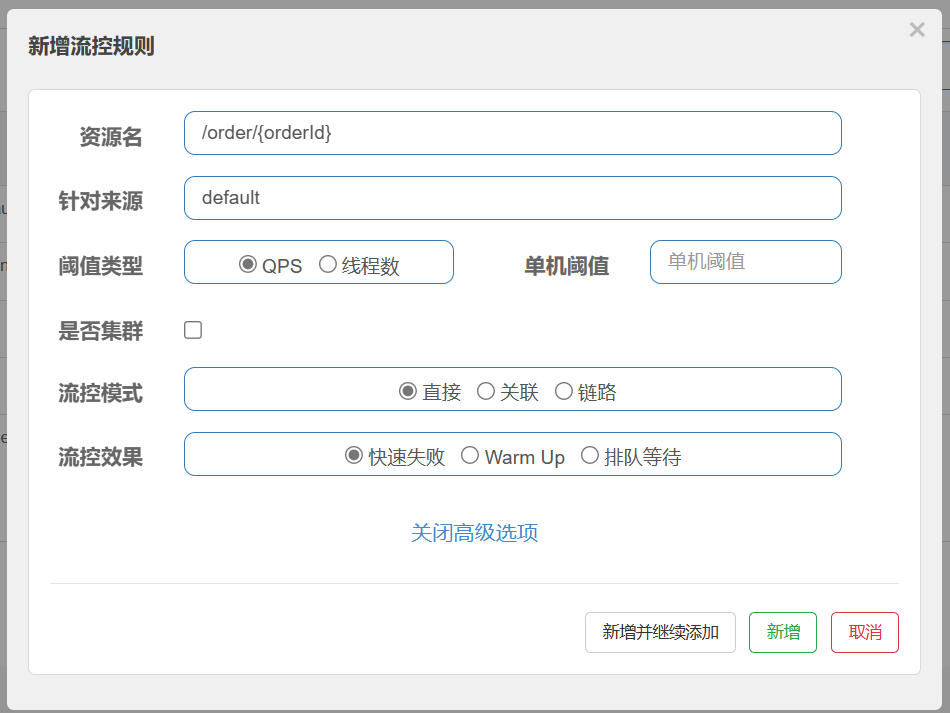 新增流控规则
×
资源名 /order/{orderId}
针对来源 default
阈值类型 QPS 线程数 单机阈值 单机阈值
是否集群
流控模式 直接 关联 链路
流控效果 快速失败 Warm Up 排队等待
关闭高级选项
新增并继续添加 新增 取消